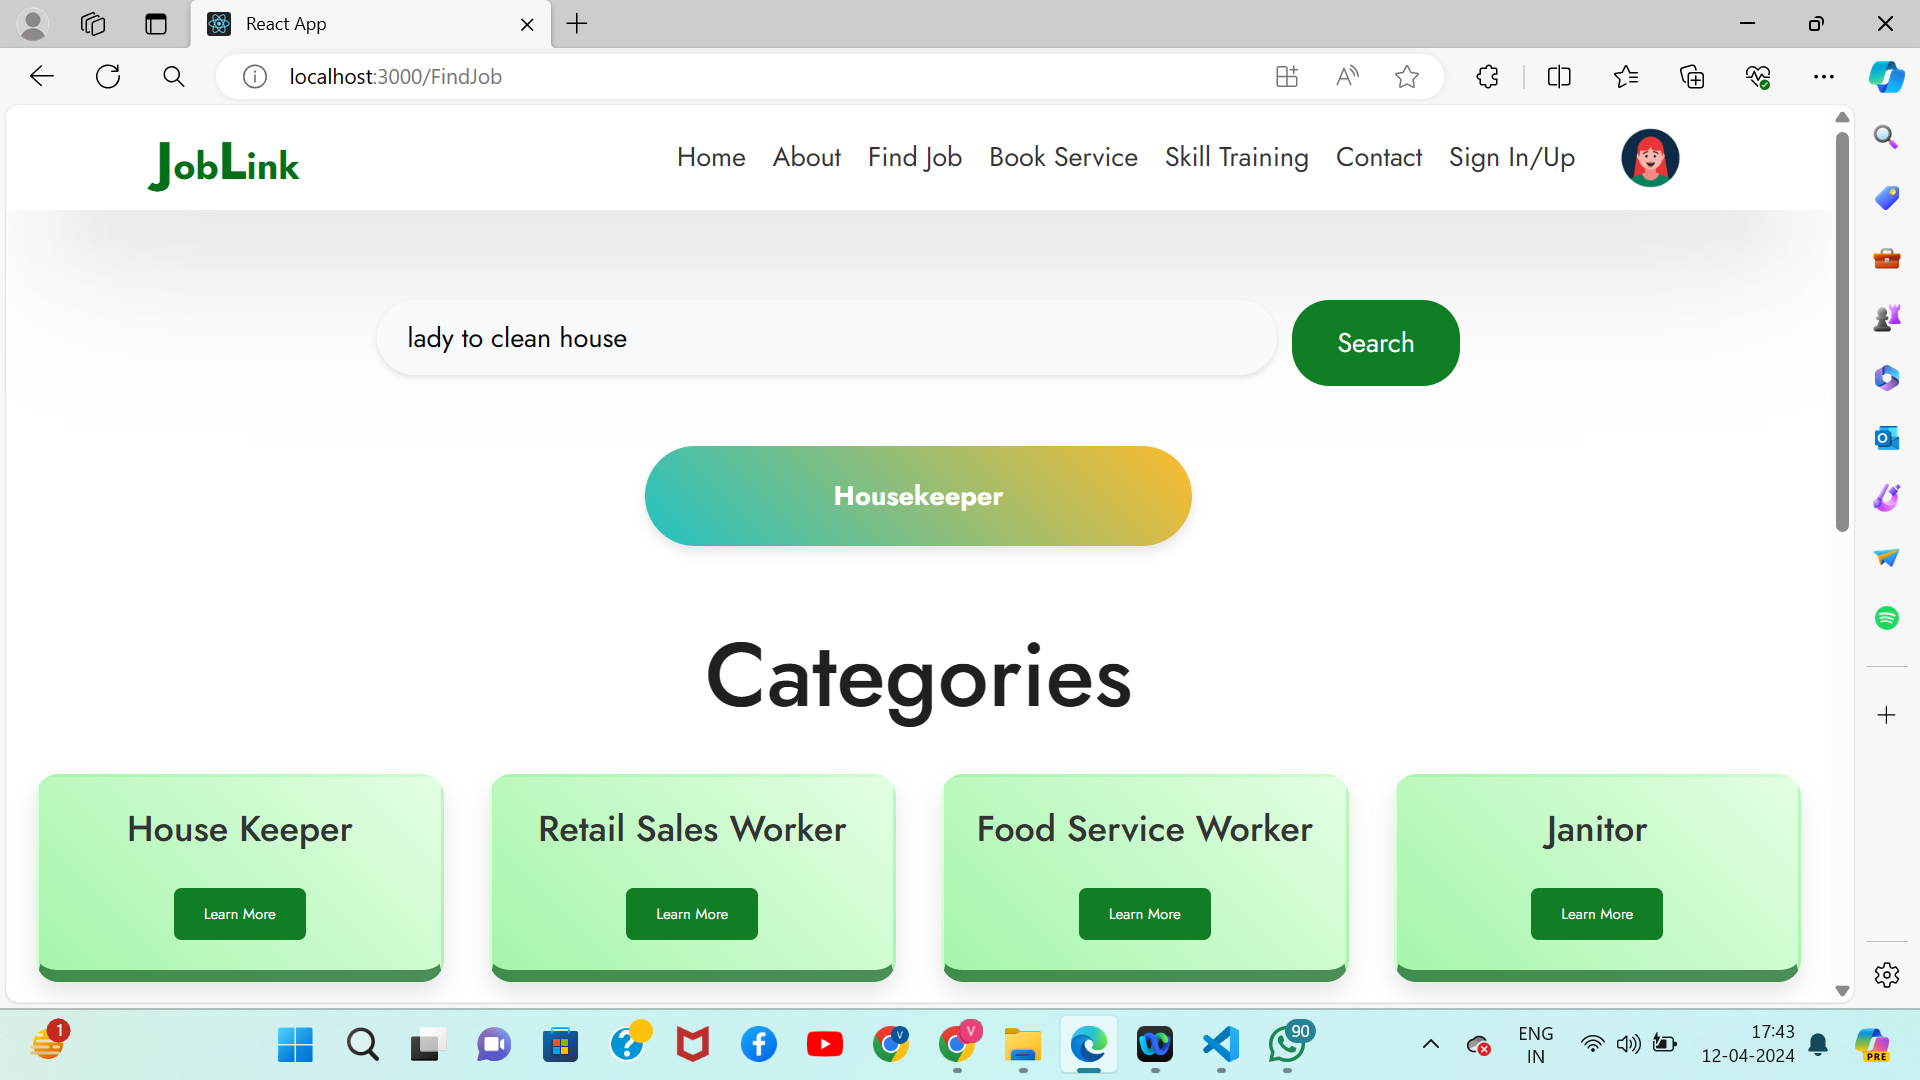 React App
localhost:3000/FindJob
JobLink
Home About Find Job Book Service Skill Training Contact Sign In/Up
lady to clean house
Search
Housekeeper
Categories
House Keeper
Retail Sales Worker
Food Service Worker
Janitor
Learn More
Learn More
Learn More
Learn More
1
V
V
90
ENG
IN
17:43
12-04-2024
PRE